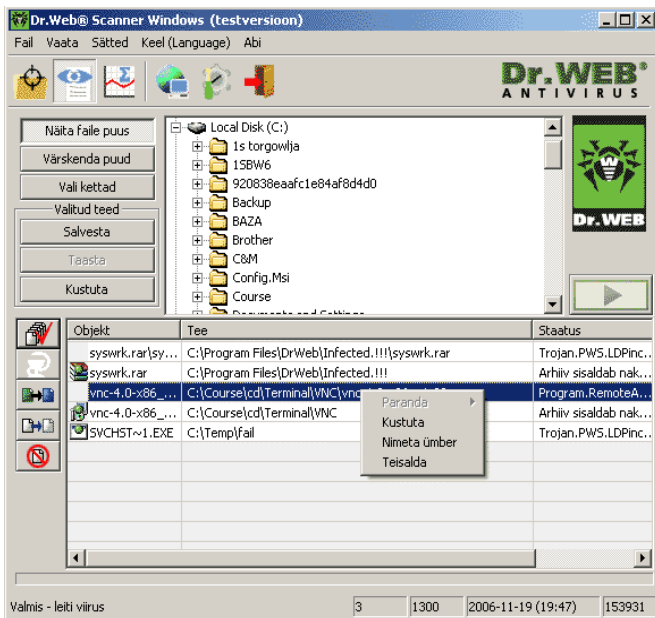 Dr.Web® Scanner Windows (testversioon)
Fail Vaata Sätted Keel (Language) Abi
Dr.WEB®
ANTIVIRUS
Näita faile puus
Värskenda puud
Vali kettad
Valitud teed
Salvesta
Taasta
Kustuta
Local Disk (C:)
1s torgowlja
1SBW6
920838eaafc1e84af8d4d0
Backup
BAZA
Brother
C&M
Config.Msi
Course
Dr.WEB
Objekt Tee Staatus
syswrk.rar\sy... C:\Program Files\DrWeb\Infected.!!!\syswrk.rar Trojan.PWS.LDPinc...
syswrk.rar C:\Program Files\DrWeb\Infected.!!! Arhiiv sisaldab nak...
vnc-4.0-x86_... Program.RemoteA...
vnc-4.0-x86_... C:\Course\cd\Terminal\VNC Arhiiv sisaldab nak...
SVCHST~1.EXE C:\Temp\fail Trojan.PWS.LDPinc...
Paranda
Kustuta
Nimeta ümber
Teisalda
Valmis - leiti viirus 3 1300 2006-11-19 (19:47) 153931